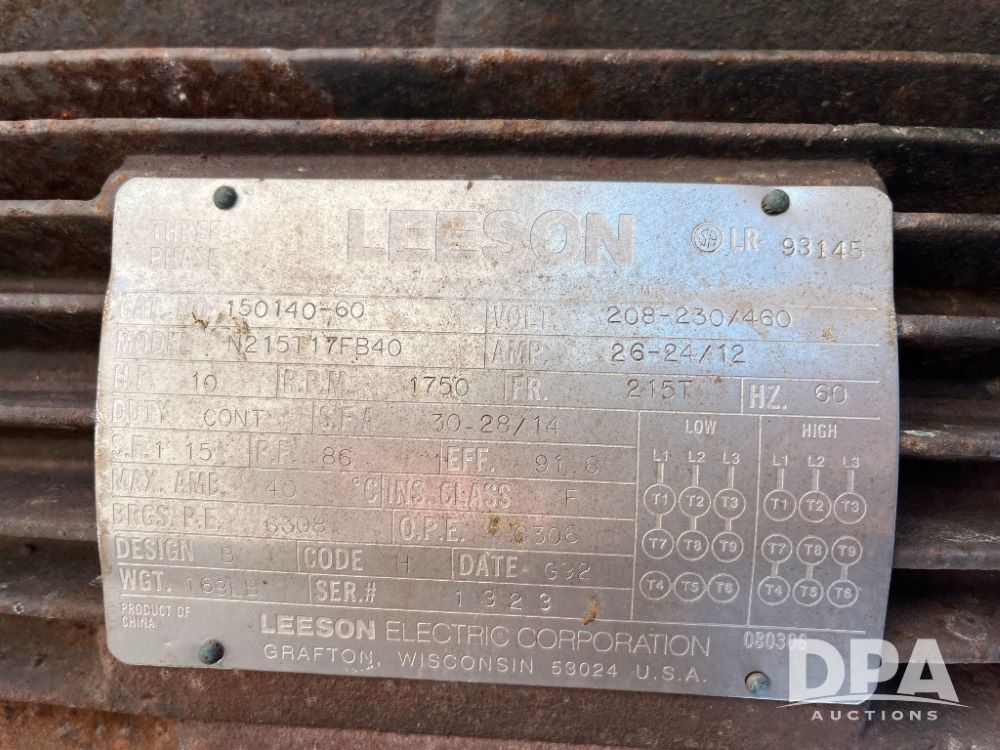 THREE PHASE LEESON LR 93145
CAT. NO. 150140-60 VOLT. 208-230/460
MODEL N215T17FB40 AMP. 26-24/12
H.P. 10 R.P.M. 1750 FR. 215T HZ. 60
DUTY CONT S.F.A. 30-28/14
S.F. 1 15 P.F. 86 EFF. 91.6
MAX. AMB. 40 °C INS. CLASS F
BRGS. P.E. 6308 O.P.E. 6306
DESIGN B CODE H DATE G92
WGT. 169LB SER.# 1323
LOW HIGH
L1 L2 L3 L1 L2 L3
T1 T2 T3 T1 T2 T3
T7 T8 T9 T7 T8 T9
T4 T5 T6 T4 T5 T6
PRODUCT OF
CHINA
LEESON ELECTRIC CORPORATION
GRAFTON, WISCONSIN 53024 U.S.A.
DPA
AUCTIONS